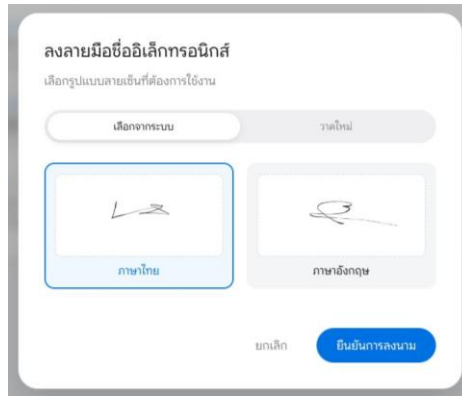 ลงลายมือชื่ออิเล็กทรอนิกส์
เลือกรูปแบบลายเซ็นที่ต้องการใช้งาน
เลือกจากระบบ
วาดใหม่
ภาษาไทย
ภาษาอังกฤษ
ยกเลิก
ยืนยันการลงนาม